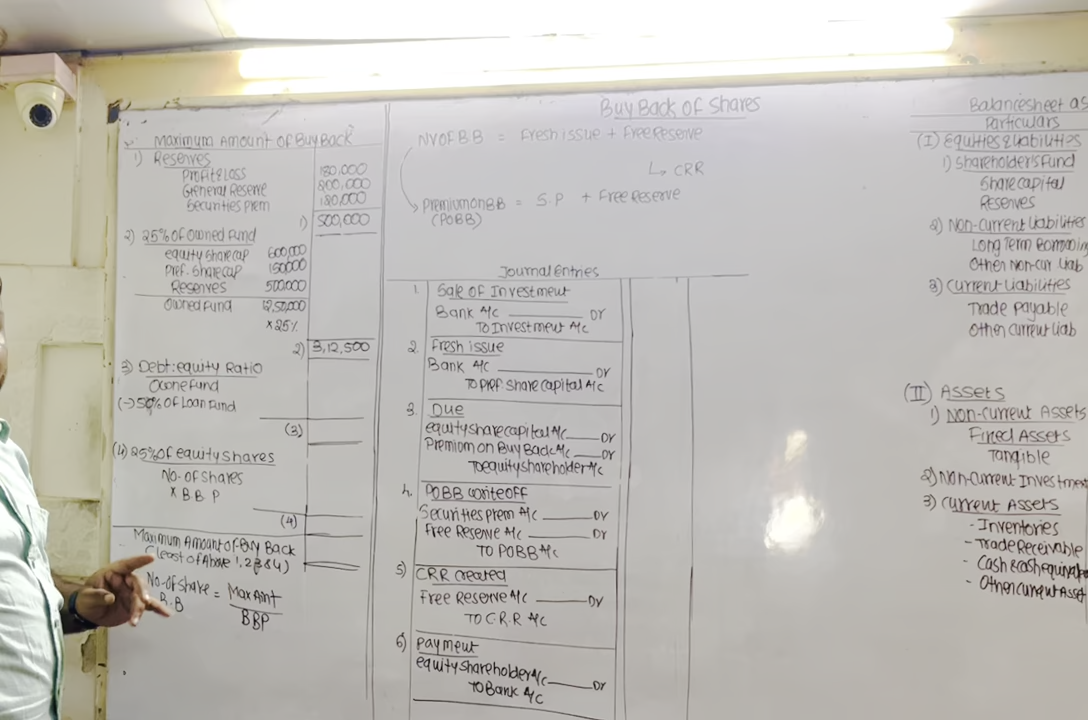 Buy Back of Shares
Maximum Amount of Buy Back
1) Reserves
Profit & Loss 120,000
General Reserve 200,000
Securities Prem 180,000
1) 500,000
2) 25% of Owned Fund
equity share cap 600,000
Pref. Share cap 150,000
Reserves 500,000
Owned Fund 12,50,000
× 25%
2) 3,12,500
3) Debt:equity Ratio
Owne Fund
(-) 50% Of Loan Fund
(3)
(4) 25% of equity shares
No. of Shares
× B B P
(4)
Maximum Amount of Buy Back
(least of Above 1,2,3 & 4)
No. of Share B.B = Max Amt
BBP
NV OF BB = Fresh issue + Free Reserve
↳ CRR
Premium on BB = S.P + Free Reserve
(POBB)
Journal Entries
1. Sale of Investment
Bank A/c ______ Dr
To Investment A/c
2. Fresh issue
Bank A/c ______ Dr
To Pref Share Capital A/c
3. Due
equity share capital A/c ____ Dr
Premiom on Buy Back A/c ____ Dr
To equity shareholder A/c
4. POBB write off
Securities Prem A/c ______ Dr
Free Reserve A/c ______ Dr
To POBB A/c
5) CRR created
Free Reserve A/c ______ Dr
To C.R.R A/c
6) Payment
equity shareholder A/c ____ Dr
To Bank A/c
Balancesheet as
Particulars
(I) Equities & Liabilities
1) Shareholder's Fund
Share capital
Reserves
2) Non-Current Liabilities
Long Term Borrowing
Other Non-cur Liab
3) Current Liabilities
Trade Payable
Other current Liab
(II) Assets
1) Non-current Assets
Fixed Assets
Tangible
2) Non-Current Investment
3) Current Assets
- Inventories
- Trade Receivable
- Cash & cash equivale
- Other current Asset